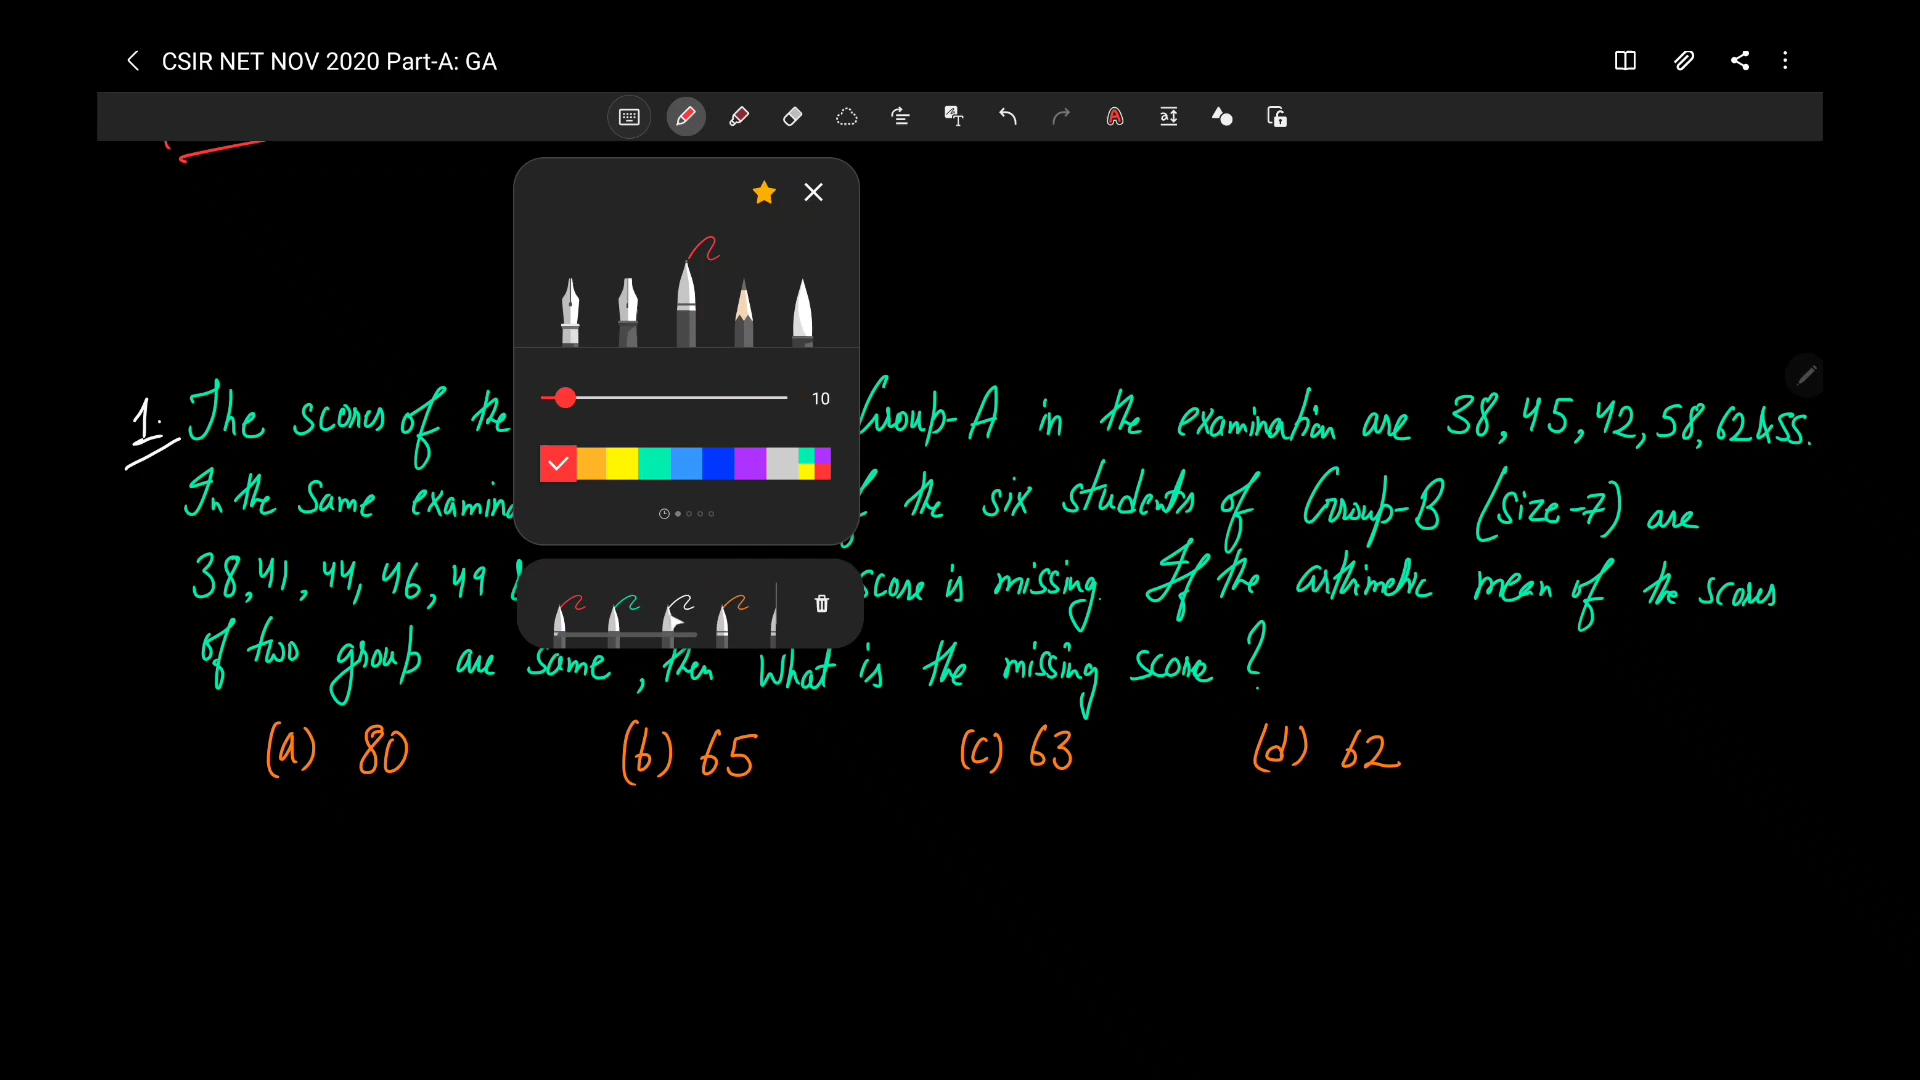 CSIR NET NOV 2020 Part-A: GA
10
1. The scores of the Group-A in the examination are 38, 45, 42, 58, 62 & 55.
In the same examin the six students of Group-B (size-7) are
38, 41, 44, 46, 49 score is missing. If the arithmetic mean of the scores
of two group are same, then what is the missing score?
(a) 80 (b) 65 (c) 63 (d) 62